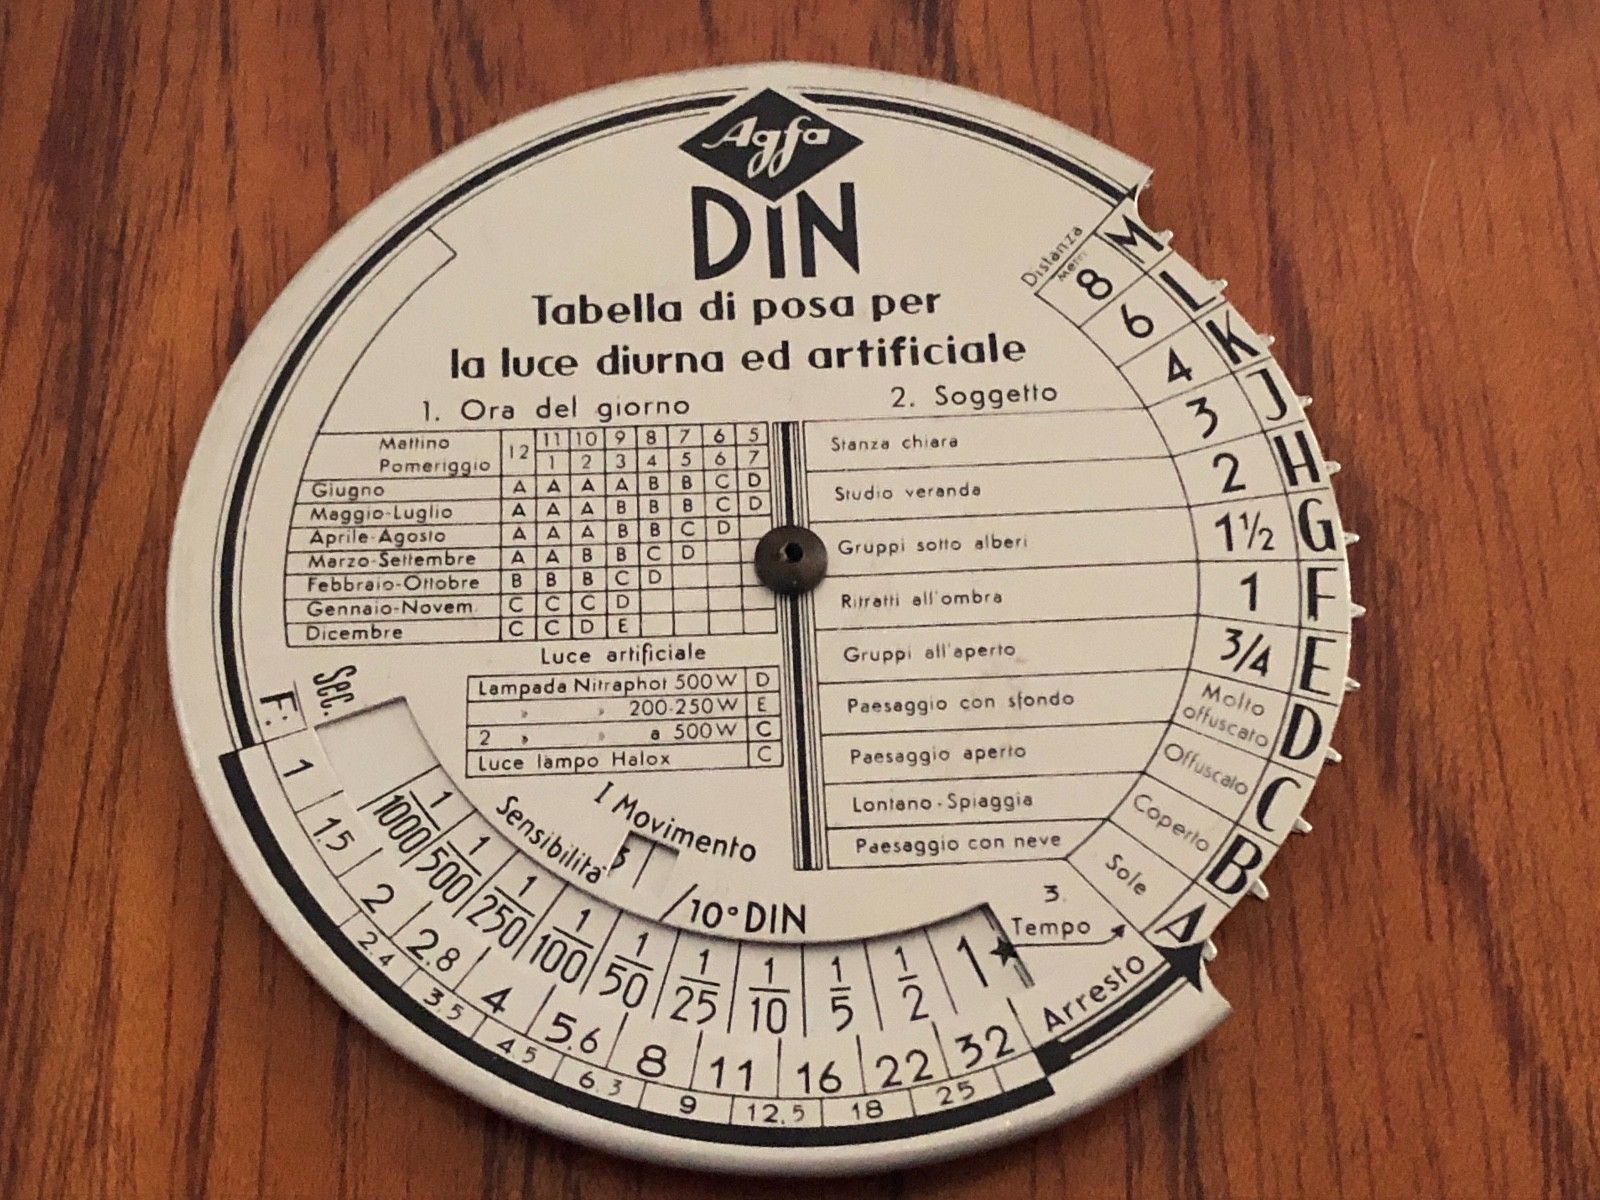 Agfa
DIN
Tabella di posa per
la luce diurna ed artificiale
1. Ora del giorno
Mattino 12 11 10 9 8 7 6 5
Pomeriggio 1 2 3 4 5 6 7
Giugno A A A A B B C D
Maggio-Luglio A A A B B B C D
Aprile-Agosto A A A B B C D
Marzo-Settembre A A B B C D
Febbraio-Ottobre B B B C D
Gennaio-Novem. C C C D
Dicembre C C D E
Luce artificiale
Lampada Nitraphot 500W D
" " 200-250W E
2 " " a 500W C
Luce lampo Halox C
2. Soggetto
Stanza chiara
Studio veranda
Gruppi sotto alberi
Ritratti all'ombra
Gruppi all'aperto
Paesaggio con sfondo
Paesaggio aperto
Lontano-Spiaggia
Paesaggio con neve
Distanza
Metri
8 M
6 L
4 K
3 J
2 H
1½ G
1 F
3/4 E
Molto offuscato D
Offuscato C
Coperto B
Sole A
3.
Tempo
Arresto
I Movimento
Sensibilità
/10° DIN
Sec.
1/1000 1/500 1/250 1/100 1/50 1/25 1/10 1/5 1/2 1
F:
1 1.5 2 2.8 4 5.6 8 11 16 22 32
2.4 3.5 4.5 6.3 9 12.5 18 25